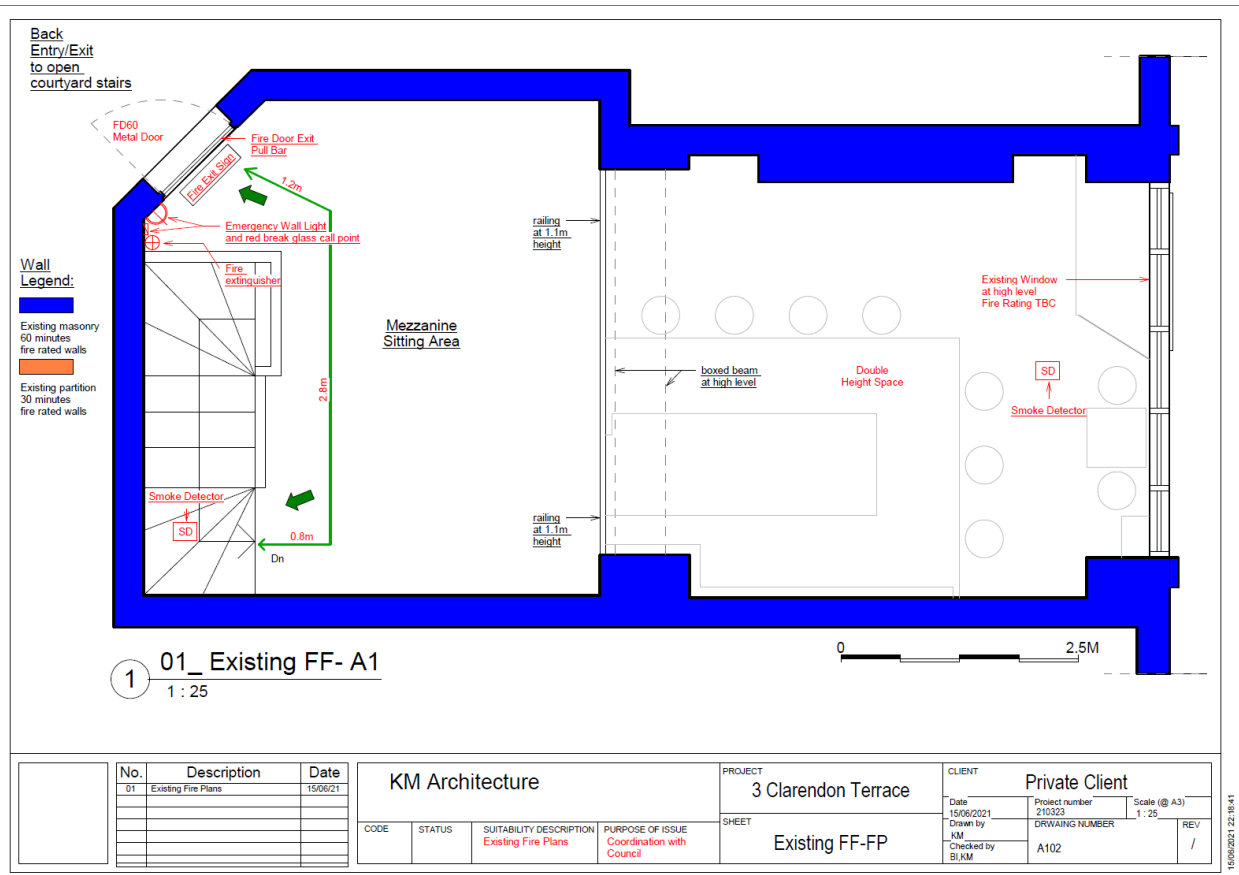 Back
Entry/Exit
to open
courtyard stairs
FD60
Metal Door
Fire Door Exit
Pull Bar
Fire Exit Sign
1.2m
Emergency Wall Light
and red break glass call point
Fire
extinguisher
Wall
Legend:
Existing masonry
60 minutes
fire rated walls
Existing partition
30 minutes
fire rated walls
Mezzanine
Sitting Area
2.8m
Smoke Detector
SD
0.8m
Dn
railing
at 1.1m
height
railing
at 1.1m
height
boxed beam
at high level
Double
Height Space
Existing Window
at high level
Fire Rating TBC
SD
Smoke Detector
1
01_ Existing FF- A1
1 : 25
0
2.5M
No.
Description
Date
01
Existing Fire Plans
15/06/21
KM Architecture
CODE
STATUS
SUITABILITY DESCRIPTION
Existing Fire Plans
PURPOSE OF ISSUE
Coordination with
Council
PROJECT
3 Clarendon Terrace
SHEET
Existing FF-FP
CLIENT
Private Client
Date
15/06/2021
Project number
210323
Scale (@ A3)
1 : 25
Drawn by
KM
Checked by
BI,KM
DRWAING NUMBER
A102
REV
/
15/06/2021 22:18:41